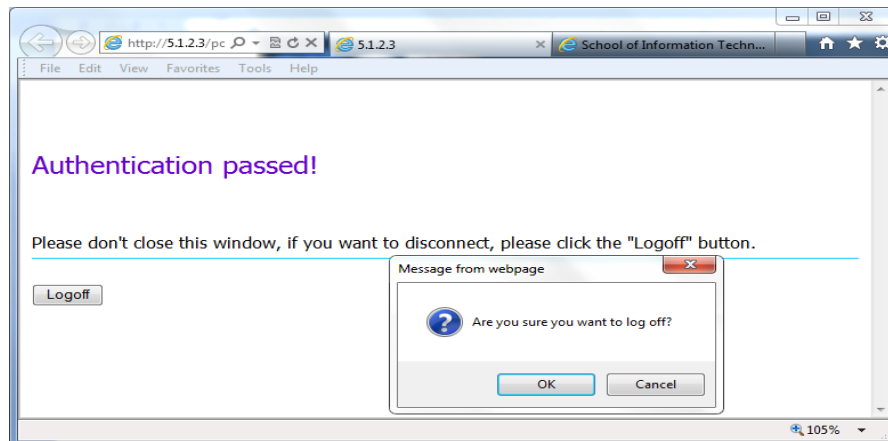 http://5.1.2.3/pc
5.1.2.3
School of Information Techn...
File Edit View Favorites Tools Help
Authentication passed!
Please don't close this window, if you want to disconnect, please click the "Logoff" button.
Message from webpage
Logoff
Are you sure you want to log off?
OK Cancel
105%